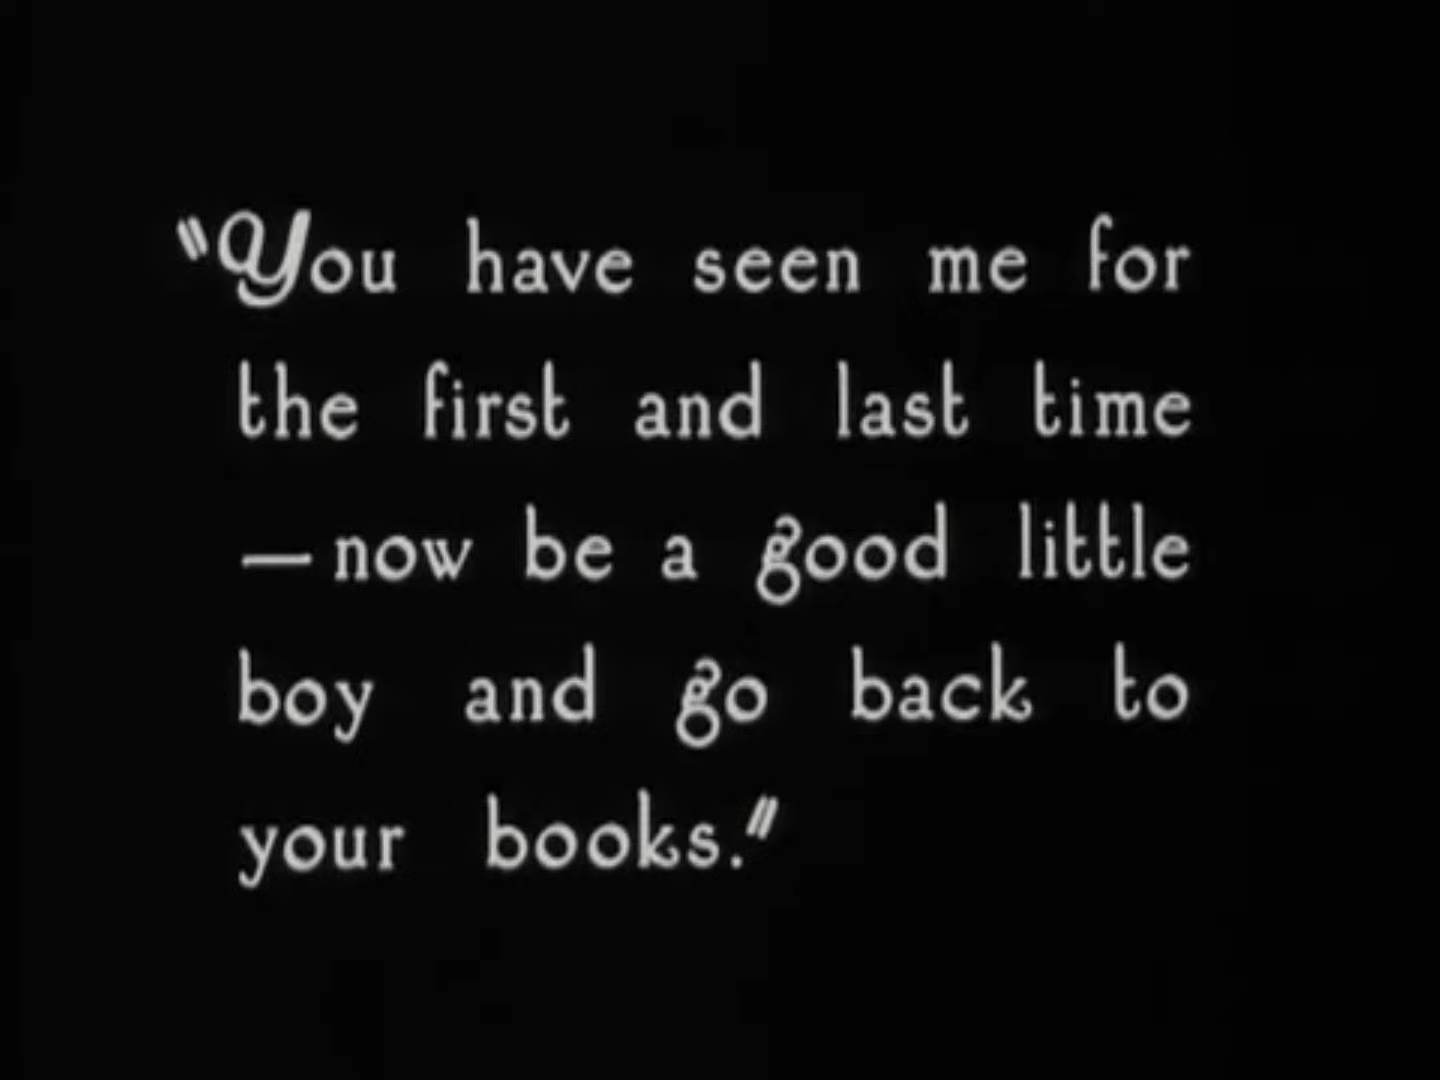 "You have seen me for
the first and last time
—now be a good little
boy and go back to
your books."